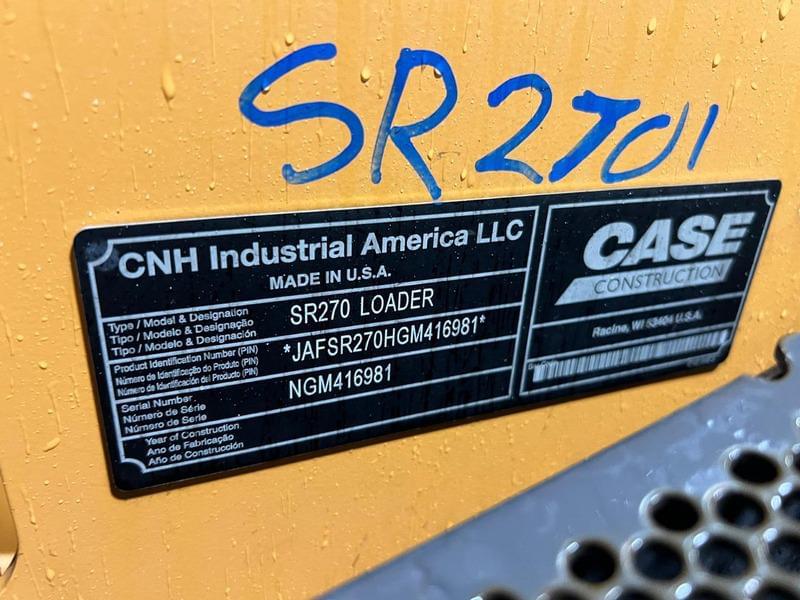 SR270
CNH Industrial America LLC
MADE IN U.S.A.
Type / Model & Designation
Tipo / Modelo & Designação
Tipo / Modelo & Designación
SR270 LOADER
Product Identification Number (PIN)
Número de Identificação do Produto (PIN)
Número de Identificación del Producto (PIN)
*JAFSR270HGM416981*
Serial Number
Número de Série
Número de Serie
NGM416981
Year of Construction
Ano de Fabricação
Año de Construcción
CASE
CONSTRUCTION
Racine, WI 53404 U.S.A.